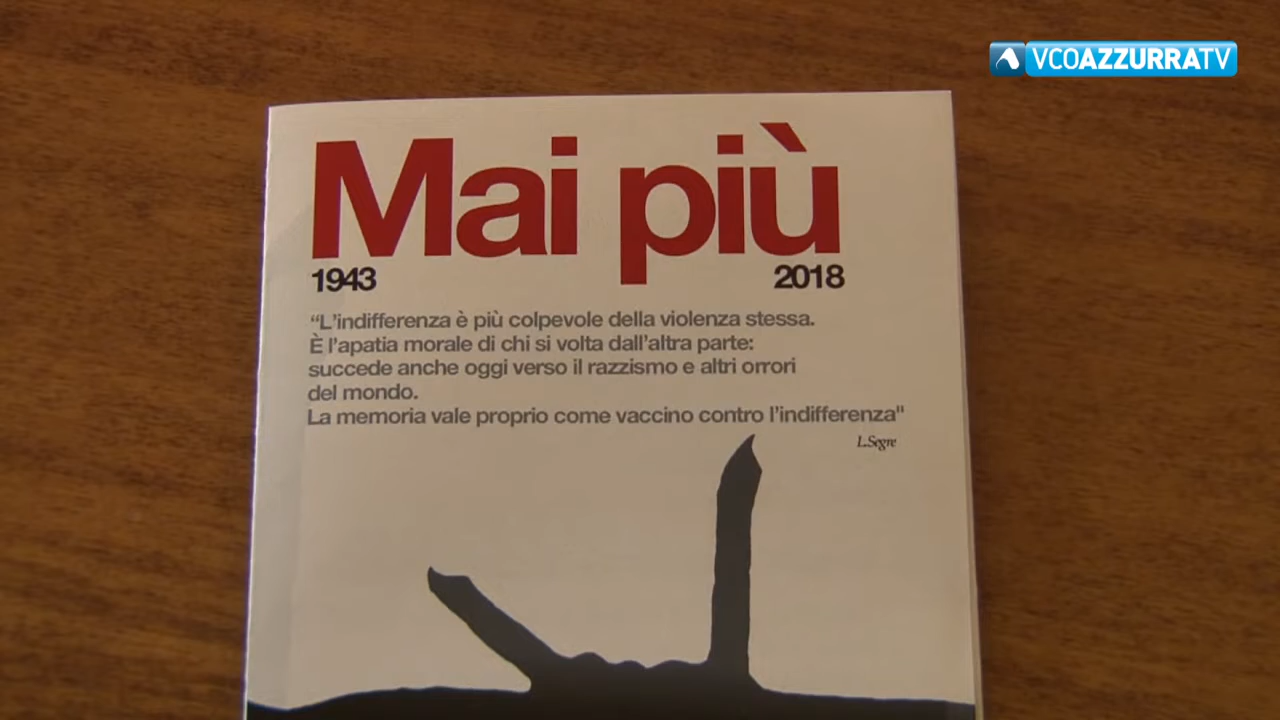 VCOAZZURRATV
Mai più
1943 2018
“L'indifferenza è più colpevole della violenza stessa.
È l'apatia morale di chi si volta dall'altra parte:
succede anche oggi verso il razzismo e altri orrori
del mondo.
La memoria vale proprio come vaccino contro l'indifferenza"
L.Segre